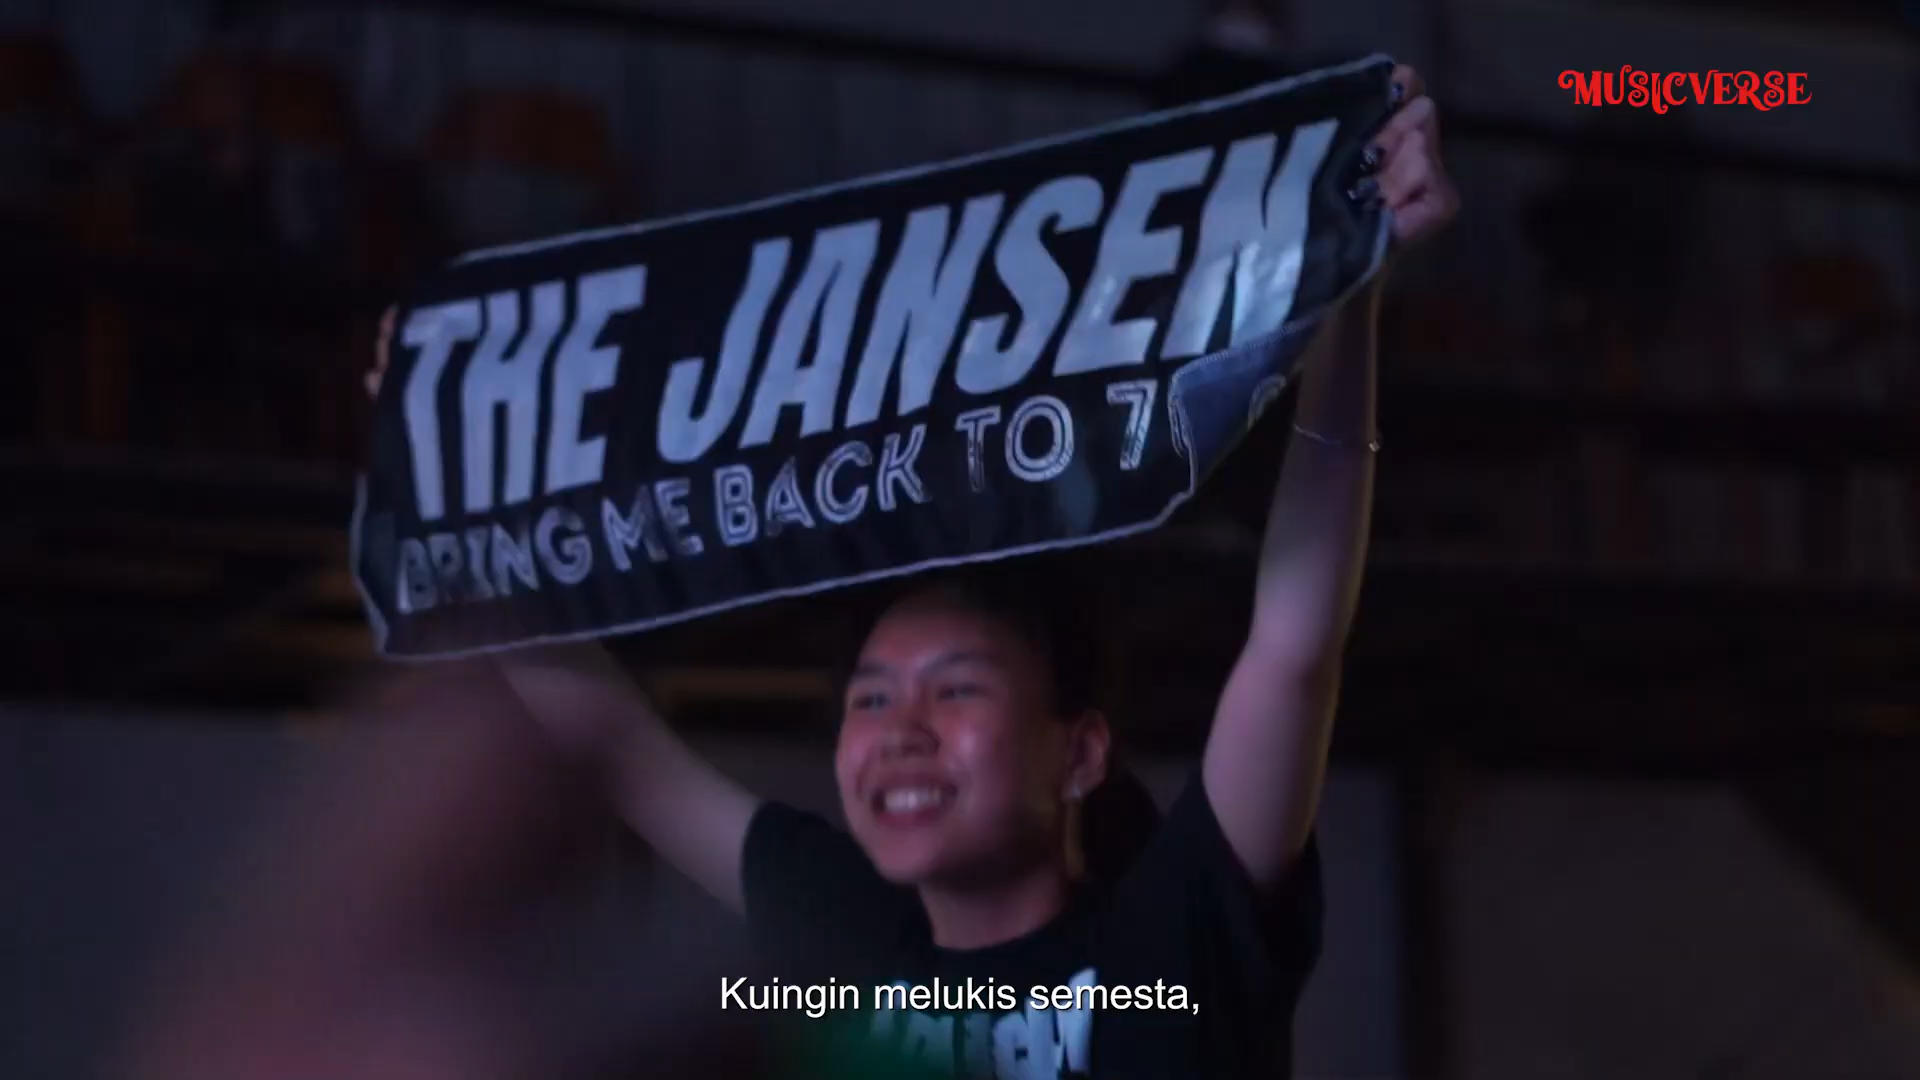 MUSICVERSE
THE JANSEN
BRING ME BACK TO 7
Kuingin melukis semesta,